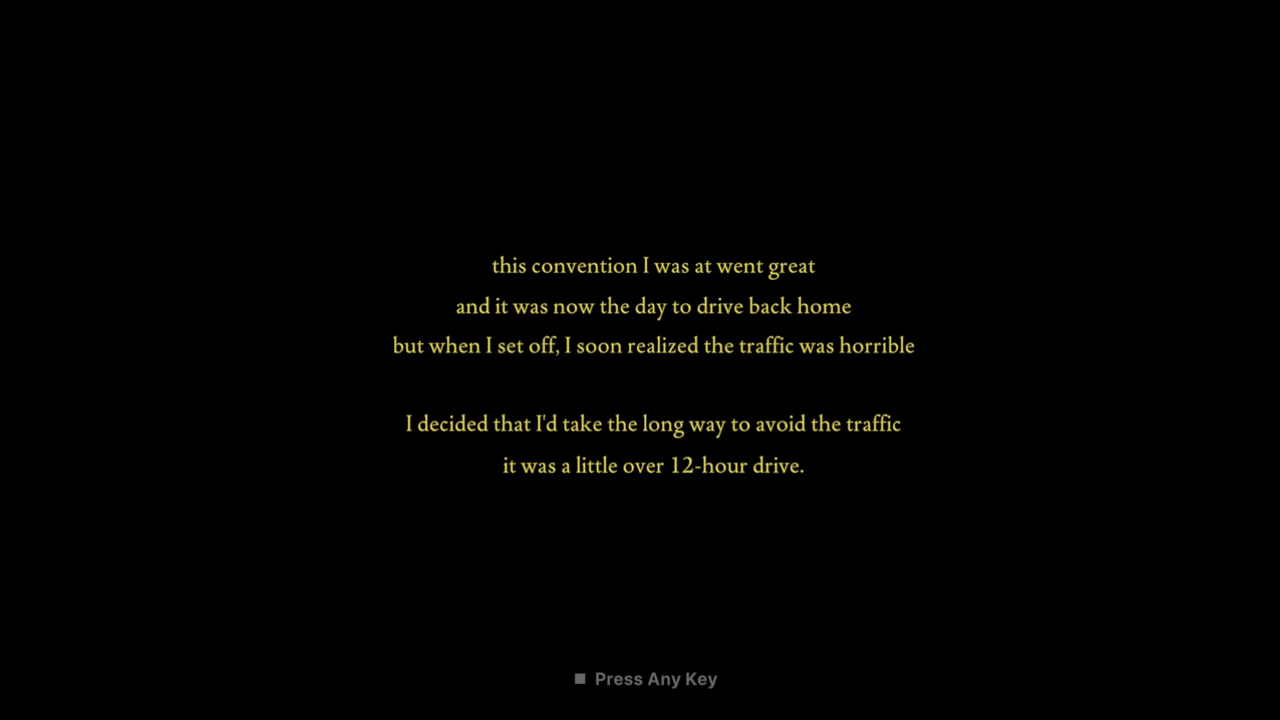 this convention I was at went great
and it was now the day to drive back home
but when I set off, I soon realized the traffic was horrible
I decided that I'd take the long way to avoid the traffic
it was a little over 12-hour drive.
Press Any Key